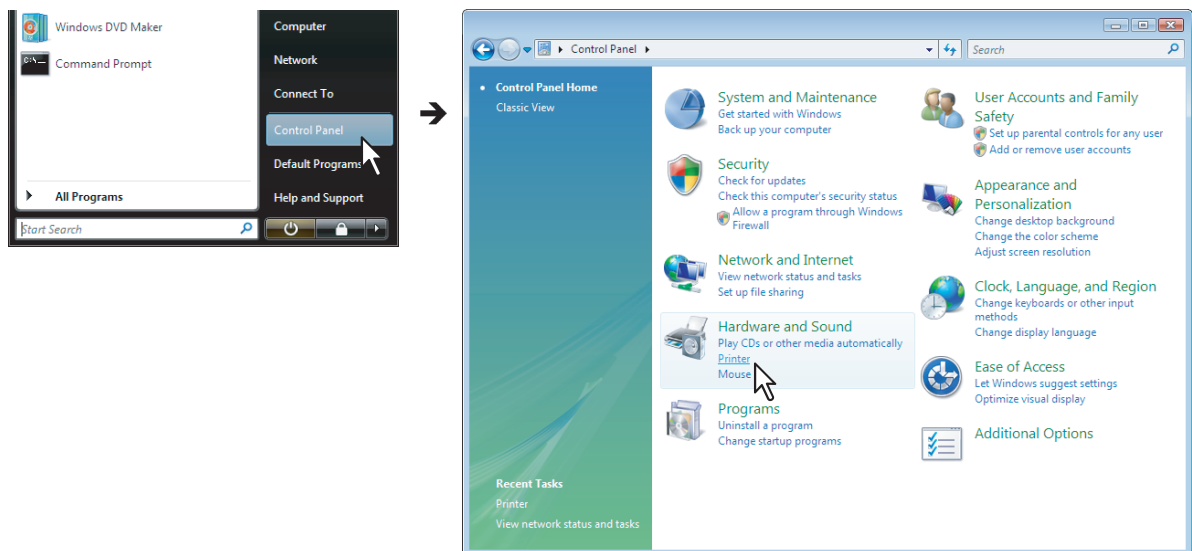 Windows DVD Maker
Command Prompt
All Programs
Start Search
Computer
Network
Connect To
Control Panel
Default Programs
Help and Support
Control Panel
Search
Control Panel Home
Classic View
Recent Tasks
Printer
View network status and tasks
System and Maintenance
Get started with Windows
Back up your computer
Security
Check for updates
Check this computer's security status
Allow a program through Windows
Firewall
Network and Internet
View network status and tasks
Set up file sharing
Hardware and Sound
Play CDs or other media automatically
Printer
Mouse
Programs
Uninstall a program
Change startup programs
User Accounts and Family
Safety
Set up parental controls for any user
Add or remove user accounts
Appearance and
Personalization
Change desktop background
Change the color scheme
Adjust screen resolution
Clock, Language, and Region
Change keyboards or other input
methods
Change display language
Ease of Access
Let Windows suggest settings
Optimize visual display
Additional Options